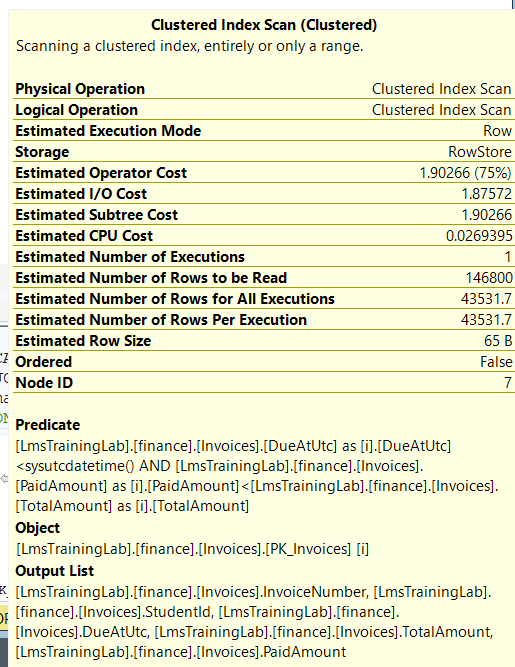 Clustered Index Scan (Clustered)
Scanning a clustered index, entirely or only a range.
Physical Operation Clustered Index Scan
Logical Operation Clustered Index Scan
Estimated Execution Mode Row
Storage RowStore
Estimated Operator Cost 1.90266 (75%)
Estimated I/O Cost 1.87572
Estimated Subtree Cost 1.90266
Estimated CPU Cost 0.0269395
Estimated Number of Executions 1
Estimated Number of Rows to be Read 146800
Estimated Number of Rows for All Executions 43531.7
Estimated Number of Rows Per Execution 43531.7
Estimated Row Size 65 B
Ordered False
Node ID 7
Predicate
[LmsTrainingLab].[finance].[Invoices].[DueAtUtc] as [i].[DueAtUtc]
<sysutcdatetime() AND [LmsTrainingLab].[finance].[Invoices].
[PaidAmount] as [i].[PaidAmount]<[LmsTrainingLab].[finance].[Invoices].
[TotalAmount] as [i].[TotalAmount]
Object
[LmsTrainingLab].[finance].[Invoices].[PK_Invoices] [i]
Output List
[LmsTrainingLab].[finance].[Invoices].InvoiceNumber, [LmsTrainingLab].
[finance].[Invoices].StudentId, [LmsTrainingLab].[finance].
[Invoices].DueAtUtc, [LmsTrainingLab].[finance].[Invoices].TotalAmount,
[LmsTrainingLab].[finance].[Invoices].PaidAmount